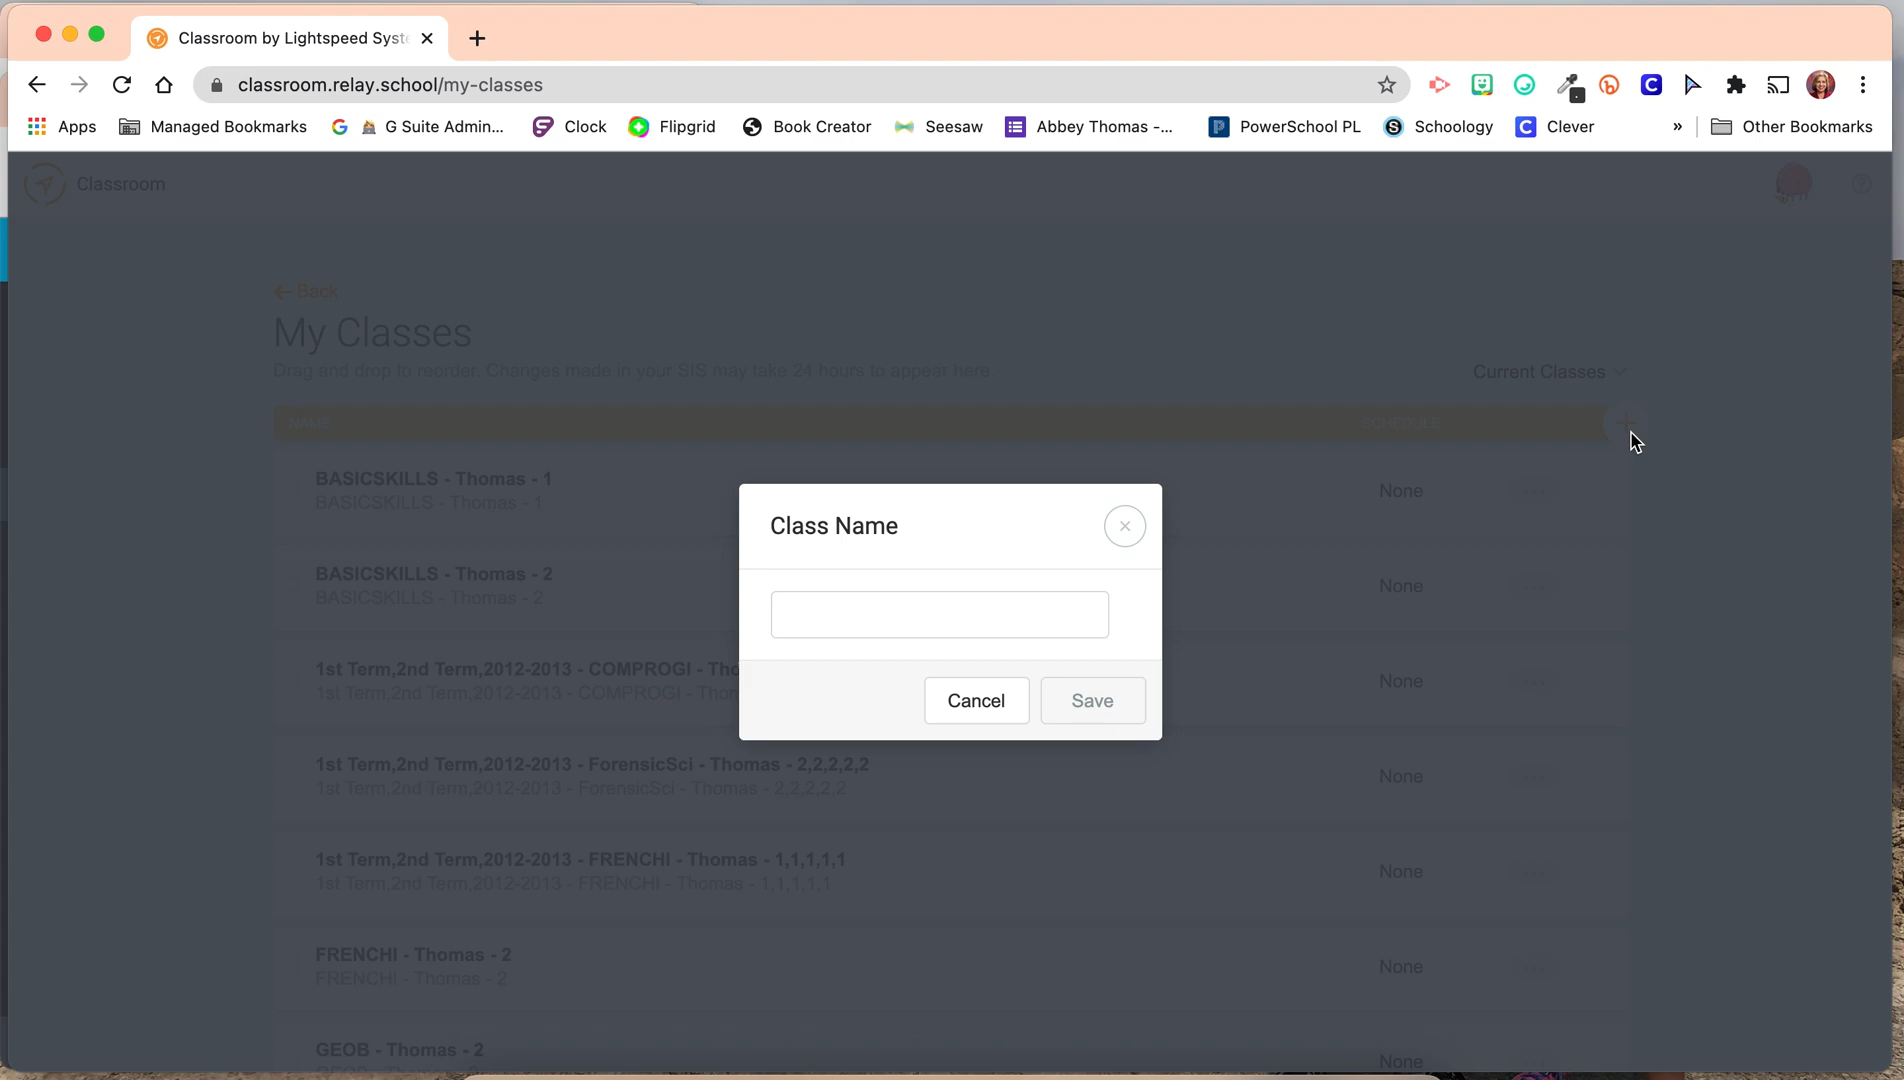 Classroom by Lightspeed Syste
classroom.relay.school/my-classes
Apps Managed Bookmarks G Suite Admin... Clock Flipgrid Book Creator Seesaw Abbey Thomas -... PowerSchool PL Schoology Clever » Other Bookmarks
Classroom
Back
My Classes
Drag and drop to reorder. Changes made in your SIS may take 24 hours to appear here.
Current Classes
NAME SCHEDULE
BASICSKILLS - Thomas - 1
BASICSKILLS - Thomas - 1
None
BASICSKILLS - Thomas - 2
BASICSKILLS - Thomas - 2
None
1st Term,2nd Term,2012-2013 - COMPROGI - Tho
1st Term,2nd Term,2012-2013 - COMPROGI - Thom
None
Class Name
Cancel Save
1st Term,2nd Term,2012-2013 - ForensicSci - Thomas - 2,2,2,2,2
1st Term,2nd Term,2012-2013 - ForensicSci - Thomas - 2,2,2,2,2
None
1st Term,2nd Term,2012-2013 - FRENCHI - Thomas - 1,1,1,1,1
1st Term,2nd Term,2012-2013 - FRENCHI - Thomas - 1,1,1,1,1
None
FRENCHI - Thomas - 2
FRENCHI - Thomas - 2
None
GEOB - Thomas - 2
None